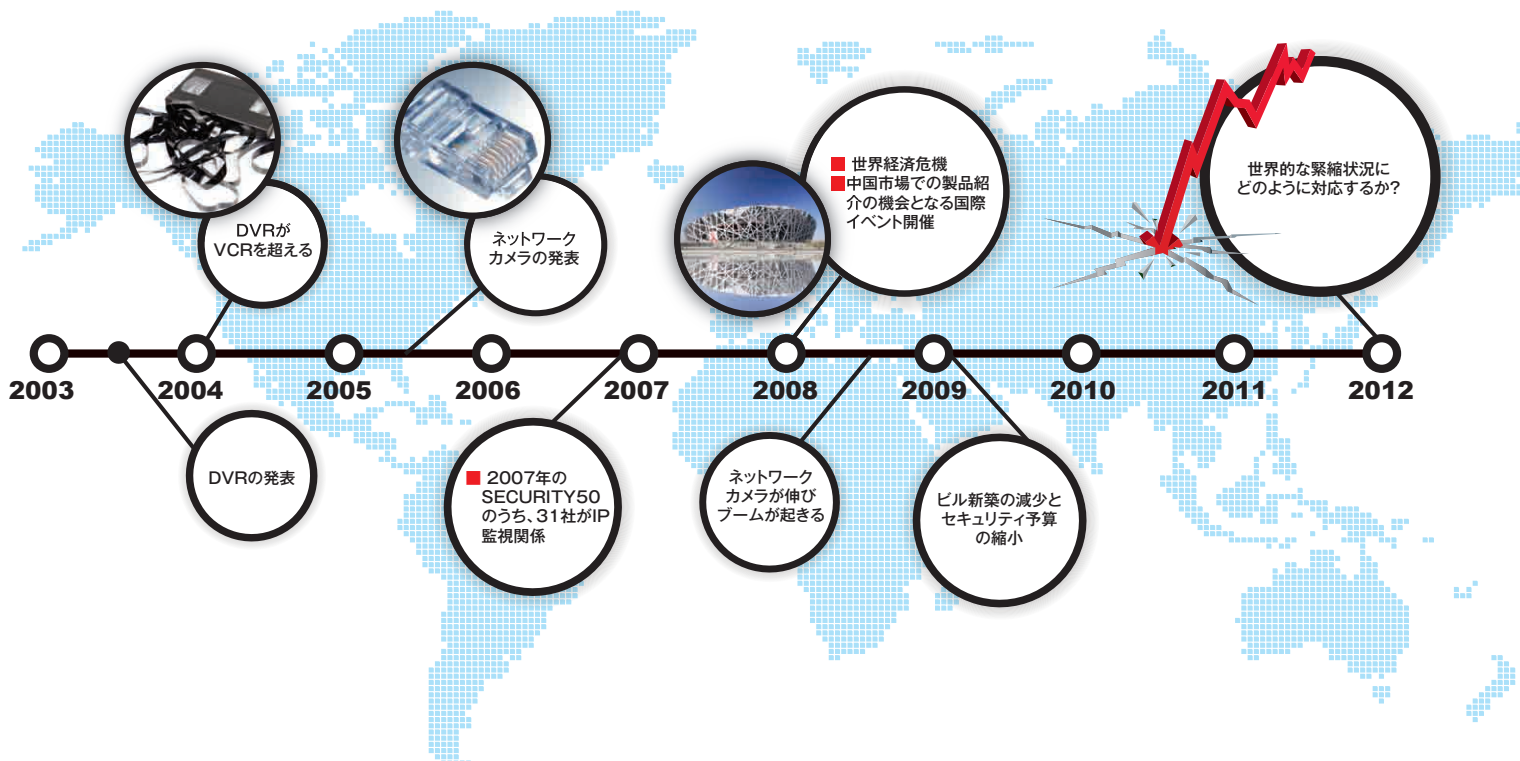 DVRが
VCRを超える
ネットワーク
カメラの発表
世界経済危機
中国市場での製品紹
介の機会となる国際
イベント開催
世界的な緊縮状況に
どのように対応するか?
2003
2004
2005
2006
2007
2008
2009
2010
2011
2012
DVRの発表
2007年の
SECURITY50
のうち、31社がIP
監視関係
ネットワーク
カメラが伸び
ブームが起きる
ビル新築の減少と
セキュリティ予算
の縮小